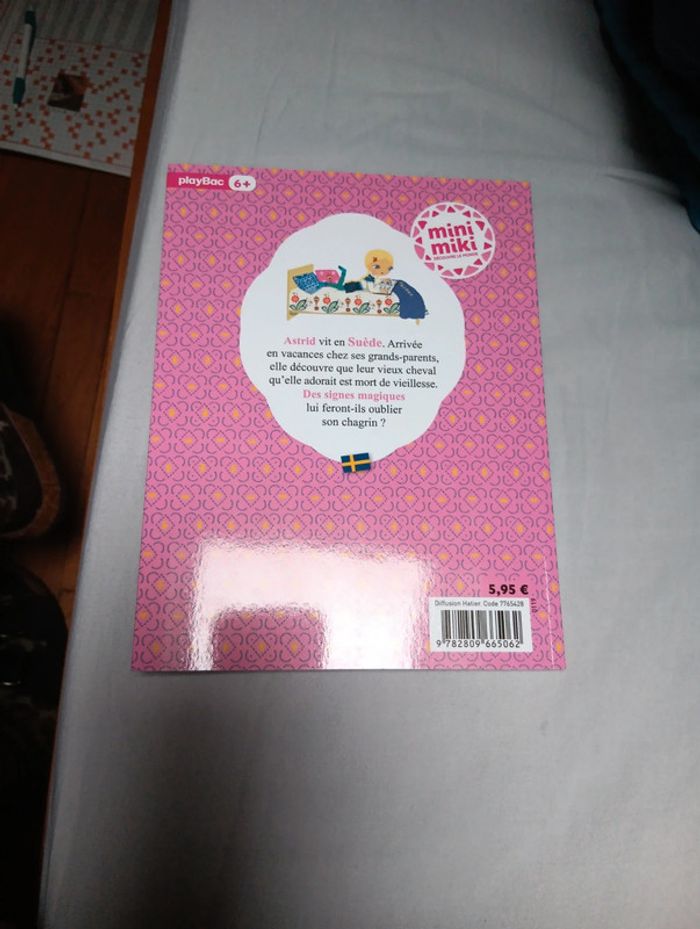 playBac 6+
mini
miki
DÉCOUVRE LE MONDE
Astrid vit en Suède. Arrivée
en vacances chez ses grands-parents,
elle découvre que leur vieux cheval
qu'elle adorait est mort de vieillesse.
Des signes magiques
lui feront-ils oublier
son chagrin ?
5,95 €
Diffusion Hatier. Code 7765428
9 782809 665062